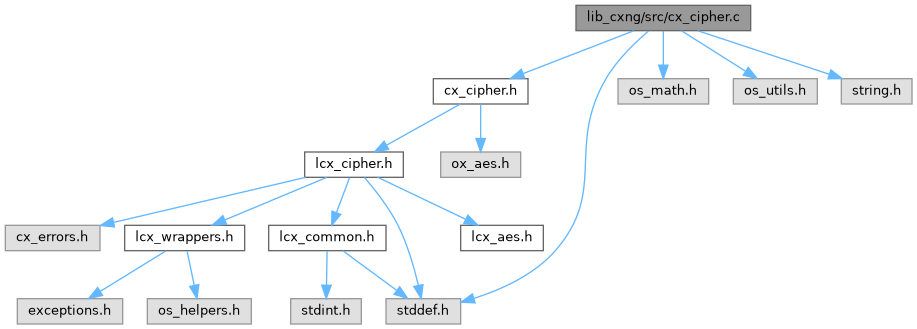 lib_cxng/src/cx_cipher.c
cx_cipher.h
os_math.h
os_utils.h
string.h
lcx_cipher.h
ox_aes.h
cx_errors.h
lcx_wrappers.h
lcx_common.h
lcx_aes.h
exceptions.h
os_helpers.h
stdint.h
stddef.h